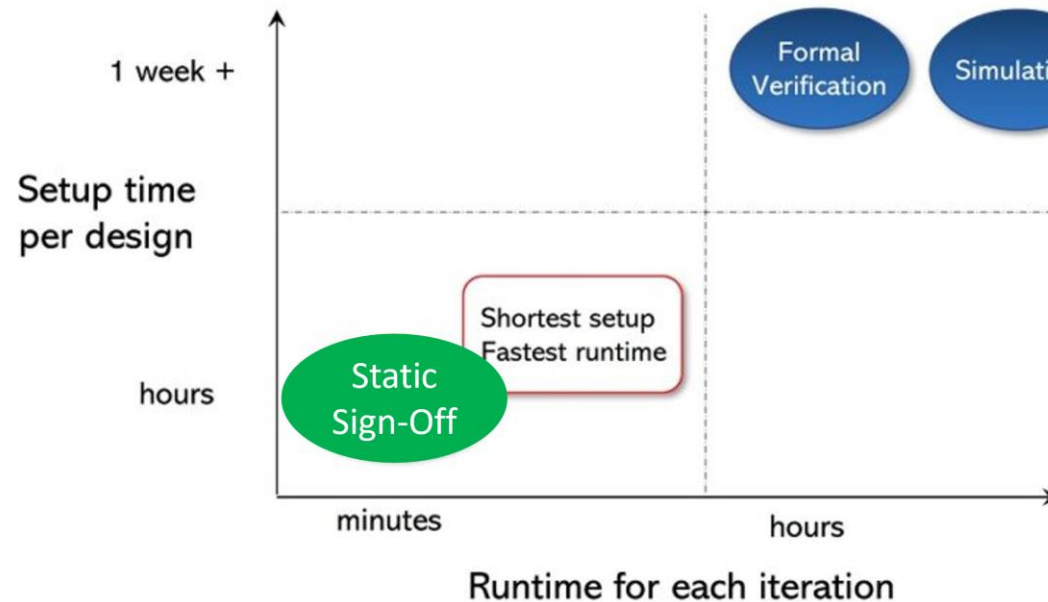 Formal
Verification
Simulati
1 week +
Setup time
per design
Shortest setup
Fastest runtime
Static
Sign-Off
hours
minutes
hours
Runtime for each iteration